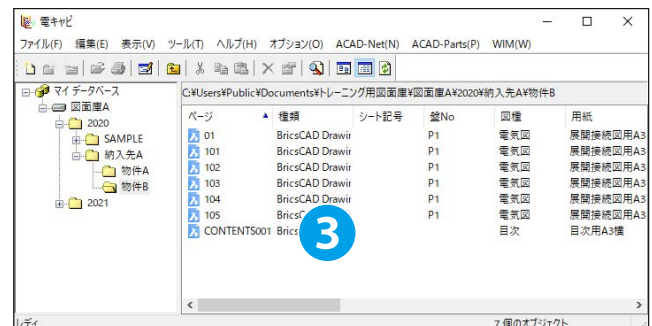 電キャビ
ファイル(F) 編集(E) 表示(V) ツール(T) ヘルプ(H) オプション(O) ACAD-Net(N) ACAD-Parts(P) WIM(W)
マイ データベース
図面庫A
2020
SAMPLE
納入先A
物件A
物件B
2021
C:¥Users¥Public¥Documents¥トレーニング用図面庫¥図面庫A¥2020¥納入先A¥物件B
ページ 種類 シート記号 盤No 図種 用紙
01 BricsCAD Drawir P1 電気図 展開接続図用A3
101 BricsCAD Drawir P1 電気図 展開接続図用A3
102 BricsCAD Drawir P1 電気図 展開接続図用A3
103 BricsCAD Drawir P1 電気図 展開接続図用A3
104 BricsCAD Drawir P1 電気図 展開接続図用A3
105 BricsC P1 電気図 展開接続図用A3
CONTENTS001 Brics 目次 目次用A3横
3
レディ 7 個のオブジェクト